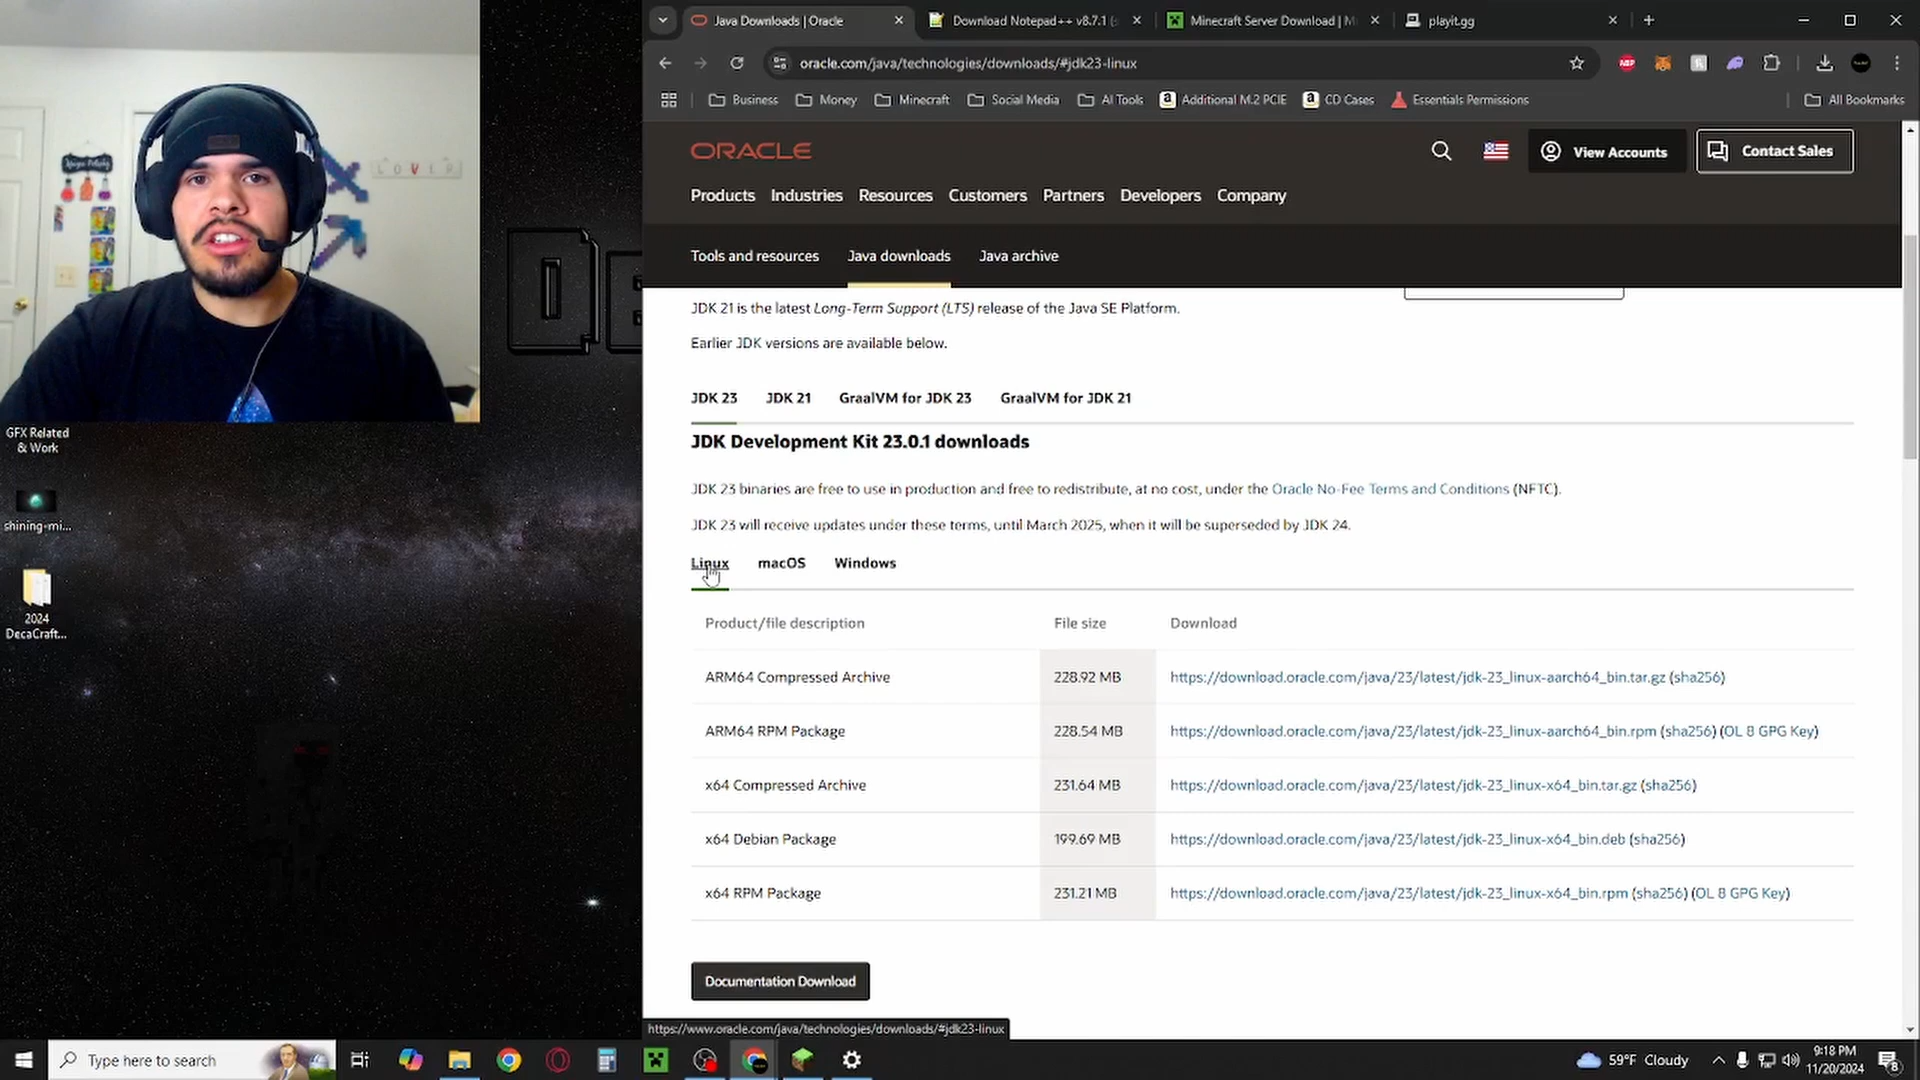 Java Downloads | Oracle
Download Notepad++ v8.7.1 (
Minecraft Server Download | M
playit.gg
oracle.com/java/technologies/downloads/#jdk23-linux
Business
Money
Minecraft
Social Media
AI Tools
Additional M.2 PCIE
CD Cases
Essentials Permissions
All Bookmarks
ORACLE
View Accounts
Contact Sales
Products
Industries
Resources
Customers
Partners
Developers
Company
Tools and resources
Java downloads
Java archive
JDK 21 is the latest Long-Term Support (LTS) release of the Java SE Platform.
Earlier JDK versions are available below.
JDK 23
JDK 21
GraalVM for JDK 23
GraalVM for JDK 21
JDK Development Kit 23.0.1 downloads
JDK 23 binaries are free to use in production and free to redistribute, at no cost, under the Oracle No-Fee Terms and Conditions (NFTC).
JDK 23 will receive updates under these terms, until March 2025, when it will be superseded by JDK 24.
Linux
macOS
Windows
Product/file description
File size
Download
ARM64 Compressed Archive
228.92 MB
https://download.oracle.com/java/23/latest/jdk-23_linux-aarch64_bin.tar.gz (sha256)
ARM64 RPM Package
228.54 MB
https://download.oracle.com/java/23/latest/jdk-23_linux-aarch64_bin.rpm (sha256) (OL 8 GPG Key)
x64 Compressed Archive
231.64 MB
https://download.oracle.com/java/23/latest/jdk-23_linux-x64_bin.tar.gz (sha256)
x64 Debian Package
199.69 MB
https://download.oracle.com/java/23/latest/jdk-23_linux-x64_bin.deb (sha256)
x64 RPM Package
231.21 MB
https://download.oracle.com/java/23/latest/jdk-23_linux-x64_bin.rpm (sha256) (OL 8 GPG Key)
Documentation Download
https://www.oracle.com/java/technologies/downloads/#jdk23-linux
LOVER
GFX Related
& Work
shining-mi...
2024
DecaCraft...
Type here to search
59°F Cloudy
9:18 PM
11/20/2024
8